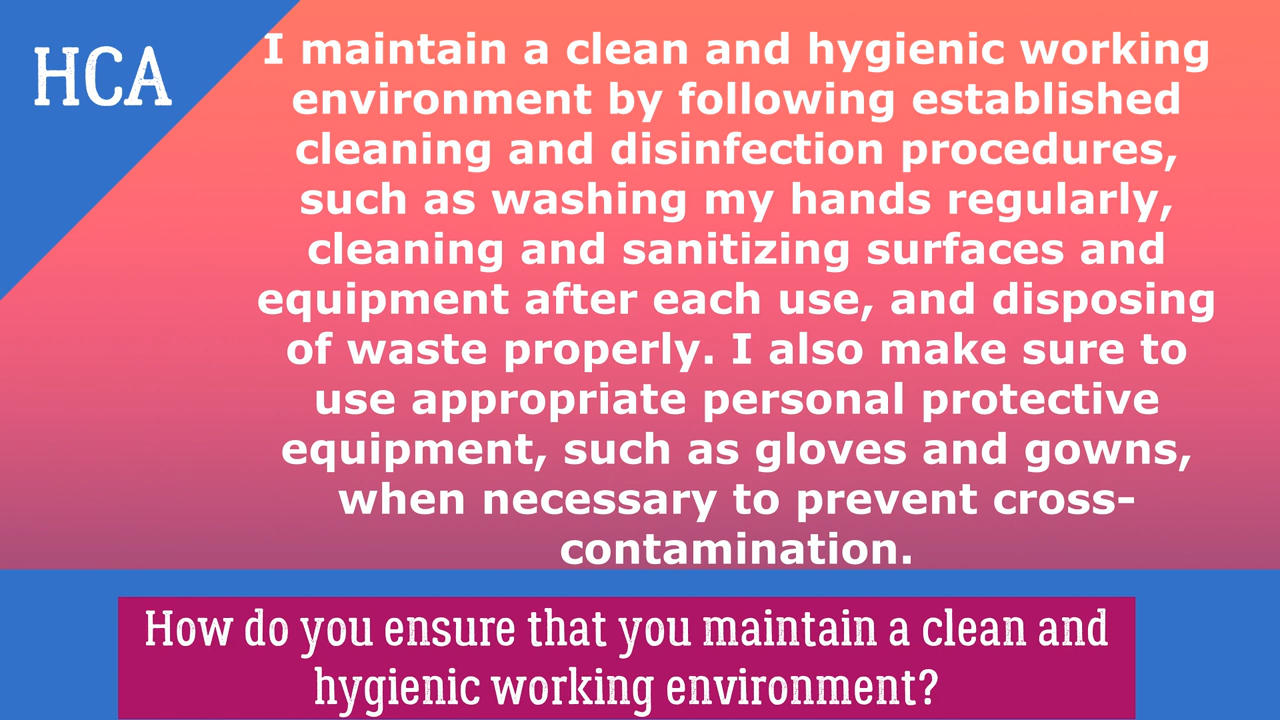 HCA
I maintain a clean and hygienic working
environment by following established
cleaning and disinfection procedures,
such as washing my hands regularly,
cleaning and sanitizing surfaces and
equipment after each use, and disposing
of waste properly. I also make sure to
use appropriate personal protective
equipment, such as gloves and gowns,
when necessary to prevent cross-
contamination.
How do you ensure that you maintain a clean and
hygienic working environment?